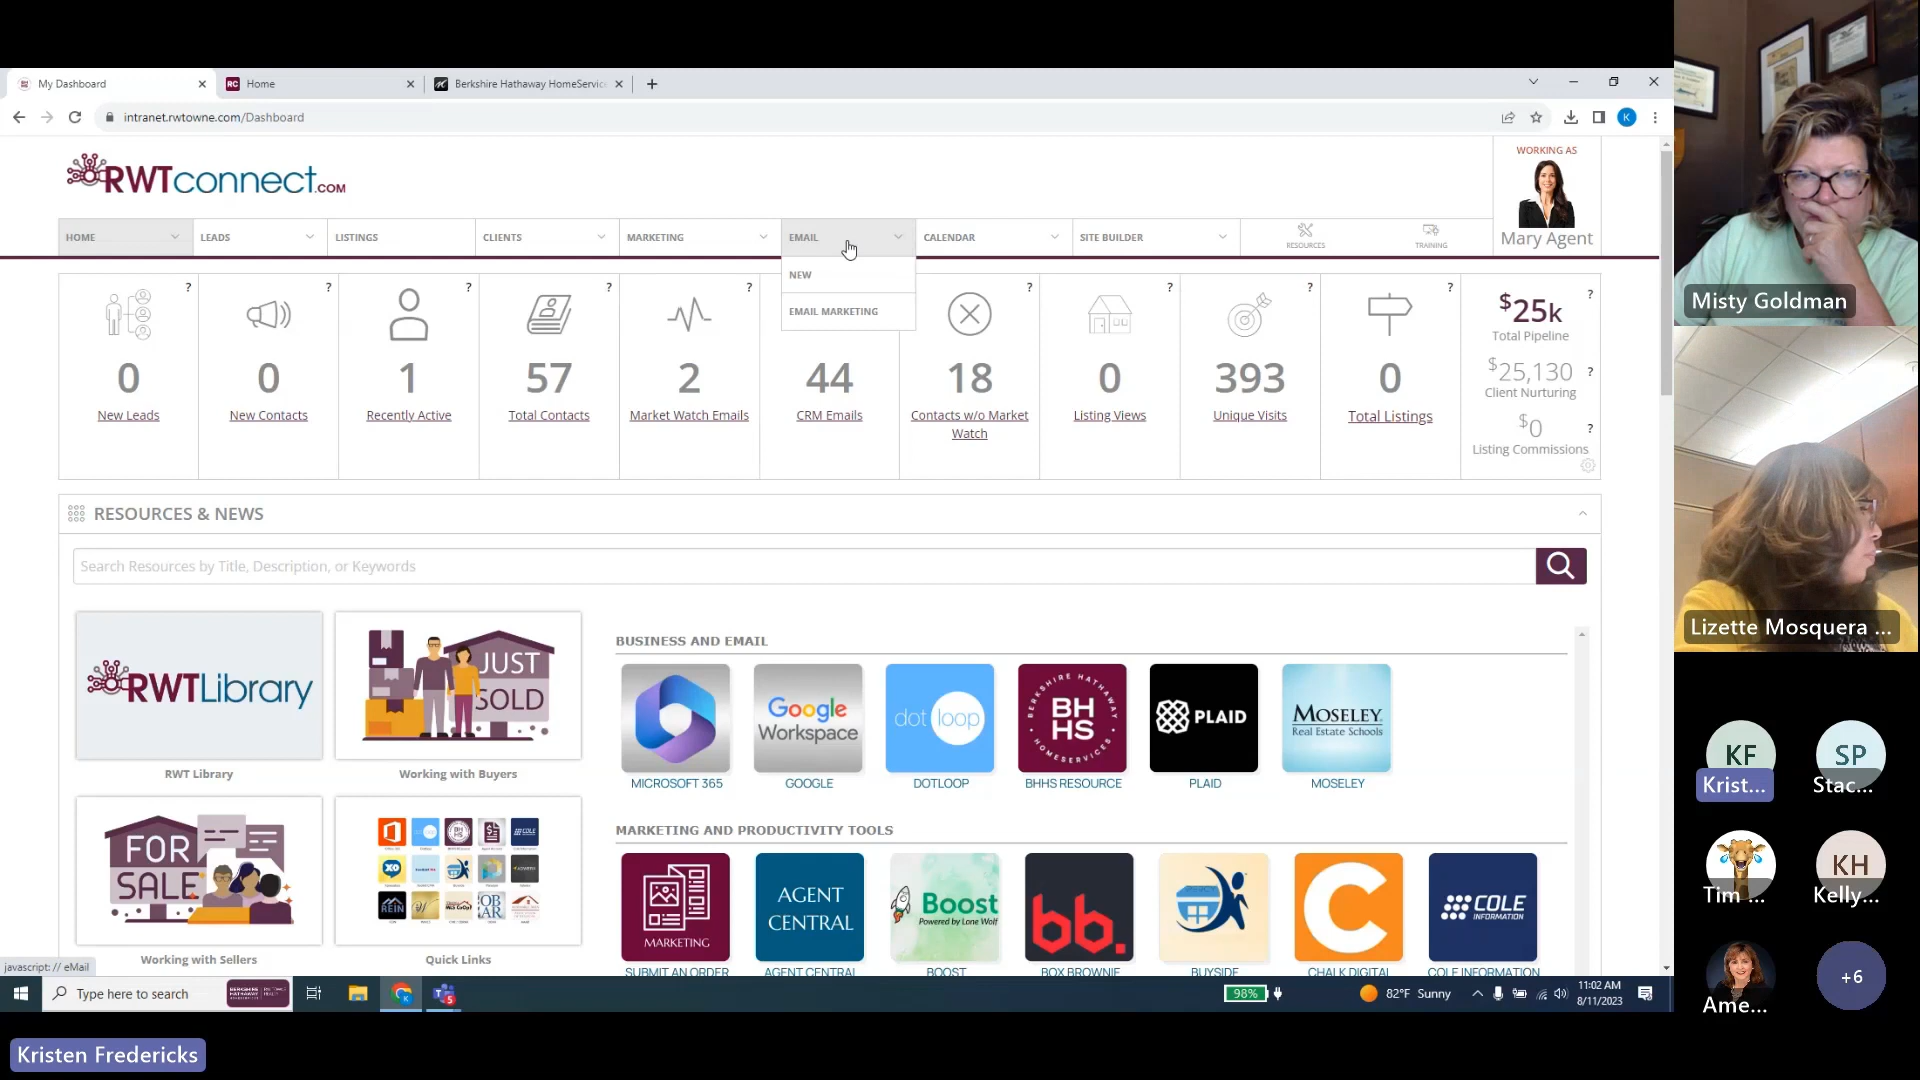 My Dashboard
RC Home
Berkshire Hathaway HomeService
intranet.rwtowne.com/Dashboard
K
RWTconnect.COM
WORKING AS
Mary Agent
HOME
LEADS
LISTINGS
CLIENTS
MARKETING
EMAIL
CALENDAR
SITE BUILDER
RESOURCES
TRAINING
NEW
EMAIL MARKETING
? ? ? ? ? ? ? ? ? ?
0
New Leads
0
New Contacts
1
Recently Active
57
Total Contacts
2
Market Watch Emails
44
CRM Emails
18
Contacts w/o Market
Watch
0
Listing Views
393
Unique Visits
0
Total Listings
$25k
Total Pipeline
$25,130 ?
Client Nurturing
$0 ?
Listing Commissions
RESOURCES & NEWS
Search Resources by Title, Description, or Keywords
RWTLibrary
RWT Library
JUST
SOLD
Working with Buyers
FOR
SALE
Working with Sellers
Quick Links
BUSINESS AND EMAIL
MICROSOFT 365
Google
Workspace
GOOGLE
dot loop
DOTLOOP
BERKSHIRE HATHAWAY
BH
HS
HOMESERVICES
BHHS RESOURCE
PLAID
PLAID
MOSELEY
Real Estate Schools
MOSELEY
MARKETING AND PRODUCTIVITY TOOLS
MARKETING
SUBMIT AN ORDER
AGENT
CENTRAL
AGENT CENTRAL
Boost
Powered by Lone Wolf
BOOST
bb.
BOX BROWNIE
BUYSIDE
C
CHALK DIGITAL
COLE
INFORMATION
COLE INFORMATION
javascript: // eMail
Type here to search
98%
82°F Sunny
11:02 AM
8/11/2023
Kristen Fredericks
Misty Goldman
Lizette Mosquera ...
KF
Krist...
SP
Stac...
Tim ...
KH
Kelly...
Ame...
+6